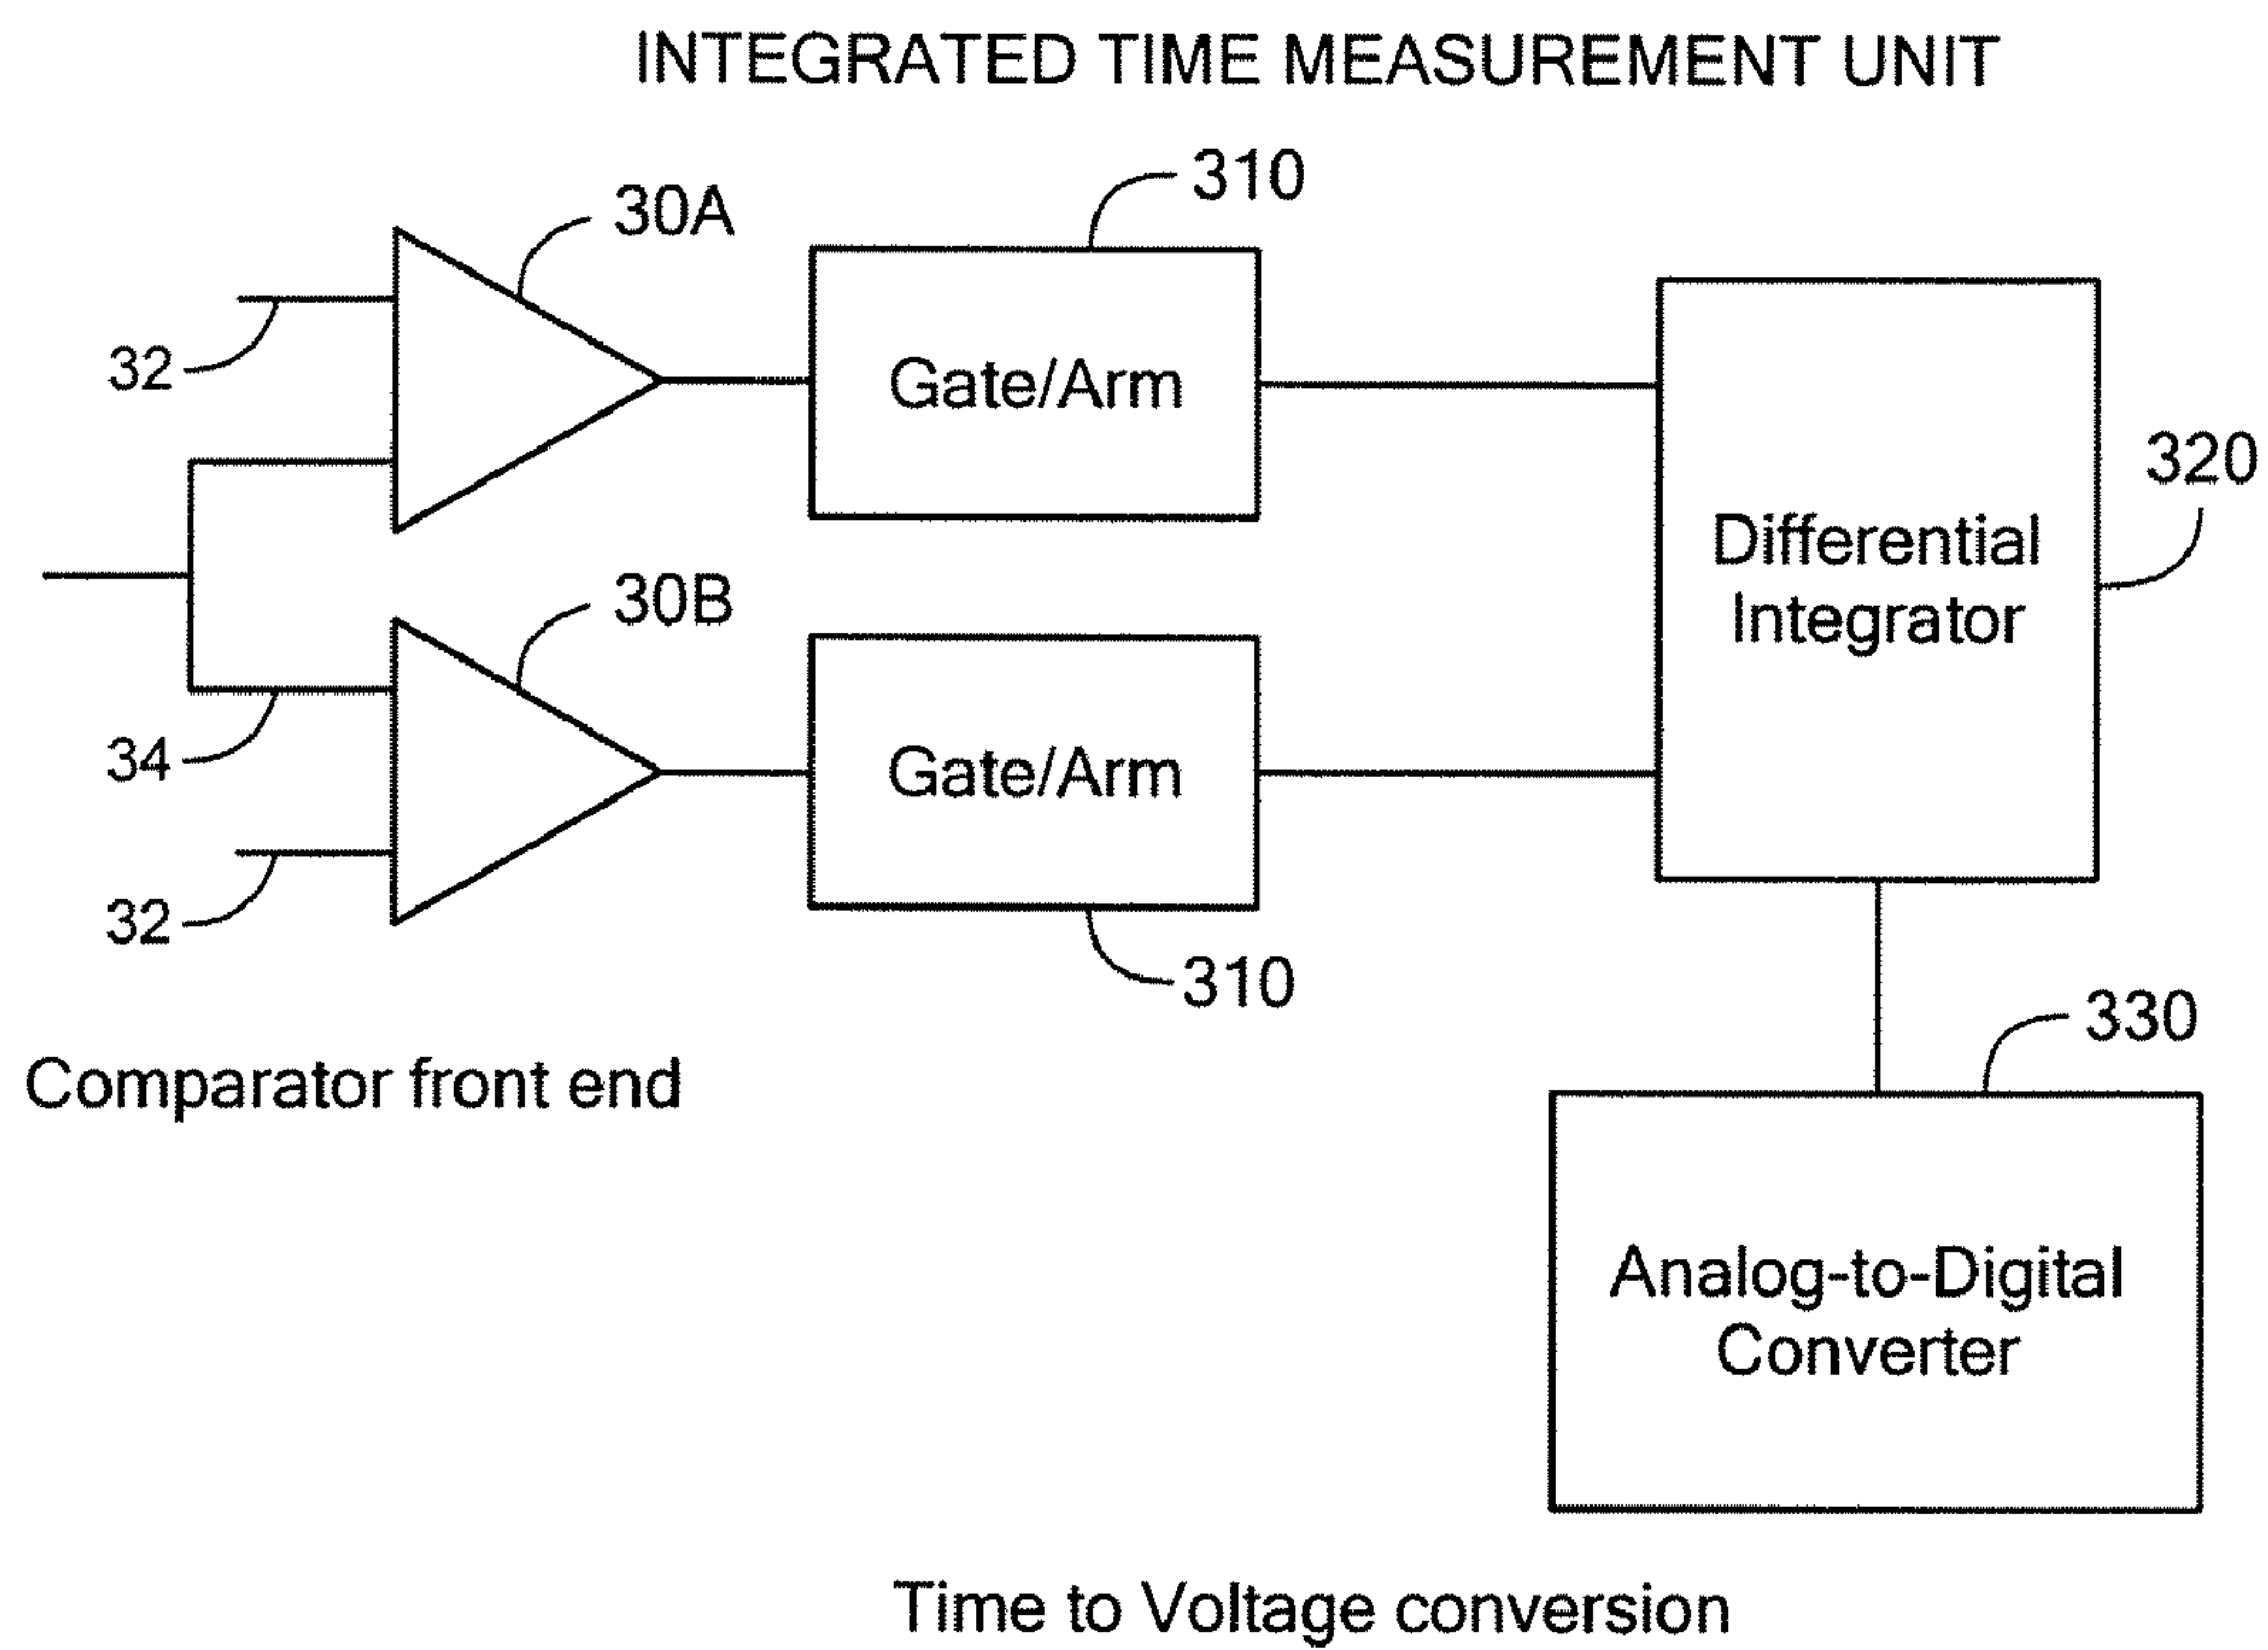 INTEGRATED TIME MEASUREMENT UNIT
310
30A
32
Gate/Arm
320
Differential
Integrator
30B
34
Gate/Arm
32
310
330
Comparator front end
Analog-to-Digital
Converter
Time to Voltage conversion